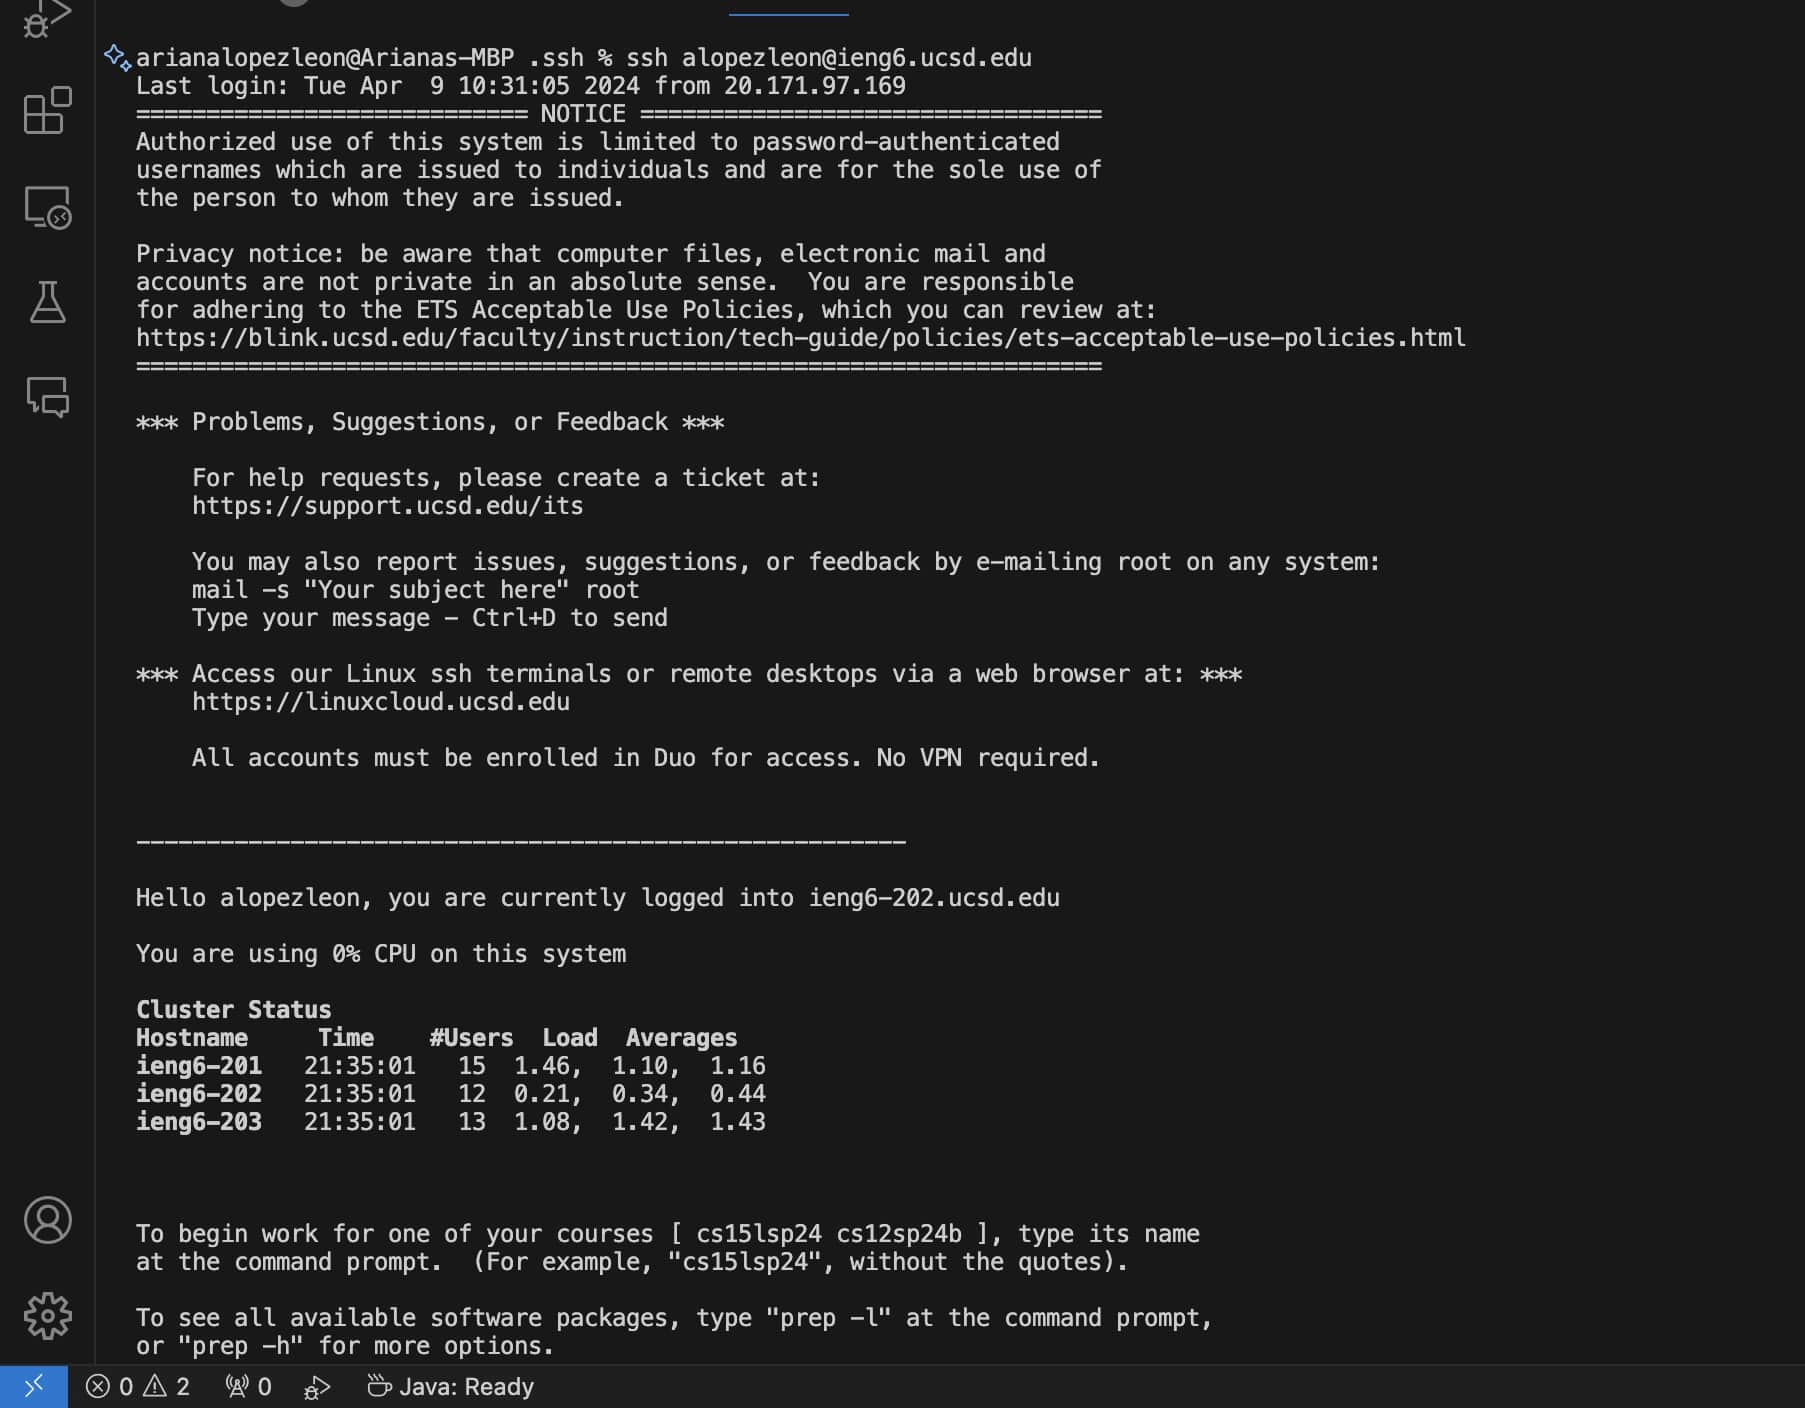 arianalopezleon@Arianas-MBP .ssh % ssh alopezleon@ieng6.ucsd.edu
Last login: Tue Apr  9 10:31:05 2024 from 20.171.97.169
============================ NOTICE =================================
Authorized use of this system is limited to password-authenticated
usernames which are issued to individuals and are for the sole use of
the person to whom they are issued.

Privacy notice: be aware that computer files, electronic mail and
accounts are not private in an absolute sense.  You are responsible
for adhering to the ETS Acceptable Use Policies, which you can review at:
https://blink.ucsd.edu/faculty/instruction/tech-guide/policies/ets-acceptable-use-policies.html
=====================================================================

*** Problems, Suggestions, or Feedback ***

    For help requests, please create a ticket at:
    https://support.ucsd.edu/its

    You may also report issues, suggestions, or feedback by e-mailing root on any system:
    mail -s "Your subject here" root
    Type your message - Ctrl+D to send

*** Access our Linux ssh terminals or remote desktops via a web browser at: ***
    https://linuxcloud.ucsd.edu

    All accounts must be enrolled in Duo for access. No VPN required.

-------------------------------------------------------

Hello alopezleon, you are currently logged into ieng6-202.ucsd.edu

You are using 0% CPU on this system

Cluster Status
Hostname     Time    #Users  Load  Averages
ieng6-201   21:35:01   15  1.46,  1.10,  1.16
ieng6-202   21:35:01   12  0.21,  0.34,  0.44
ieng6-203   21:35:01   13  1.08,  1.42,  1.43

To begin work for one of your courses [ cs15lsp24 cs12sp24b ], type its name
at the command prompt.  (For example, "cs15lsp24", without the quotes).

To see all available software packages, type "prep -l" at the command prompt,
or "prep -h" for more options.
0 2 0 Java: Ready